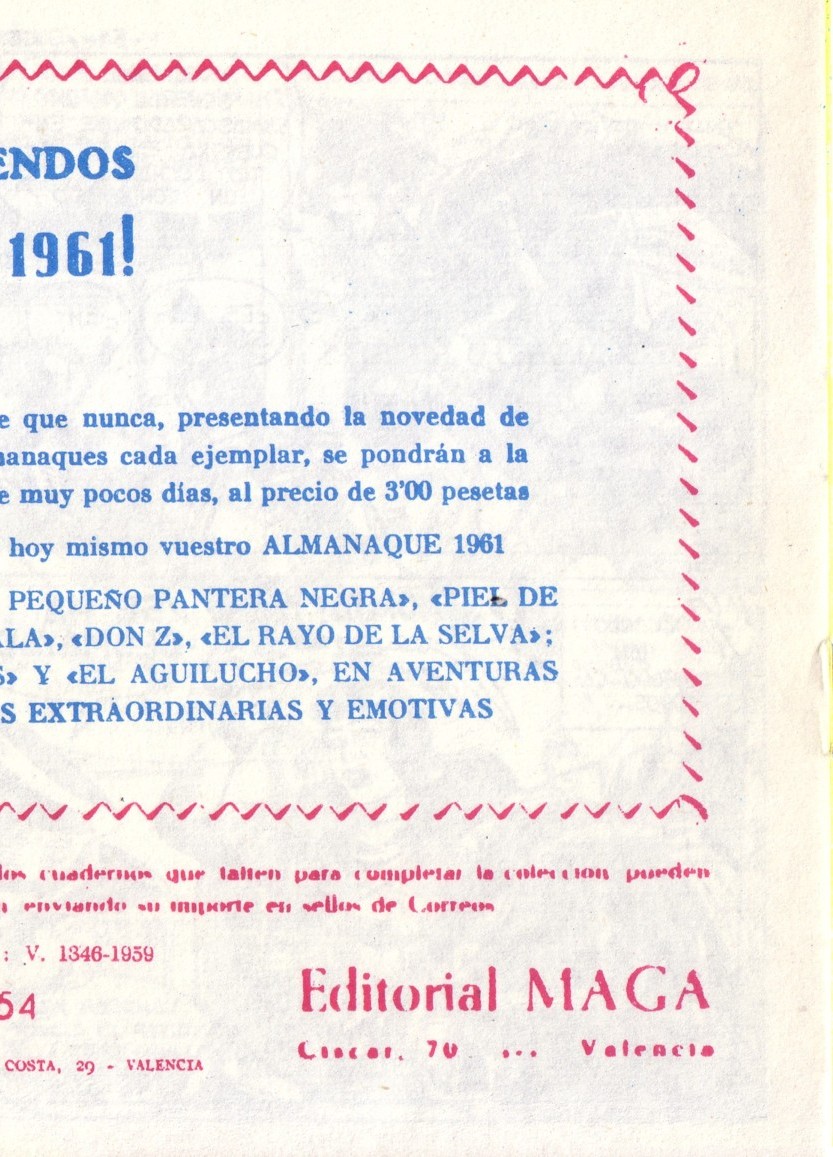 ENDOS
1961!
e que nunca, presentando la novedad de
manaques cada ejemplar, se pondrán a la
e muy pocos días, al precio de 3'00 pesetas
hoy mismo vuestro ALMANAQUE 1961
PEQUEÑO PANTERA NEGRA», «PIEL DE
ALA», «DON Z», «EL RAYO DE LA SELVA»;
S» Y «EL AGUILUCHO», EN AVENTURAS
S EXTRAORDINARIAS Y EMOTIVAS
los cuadernos que falten para completar la colección pueden
enviando su importe en sellos de Correos
: V. 1346-1959
54
Editorial MAGA
COSTA, 29 - VALENCIA
Ciscar, 70 ... Valencia